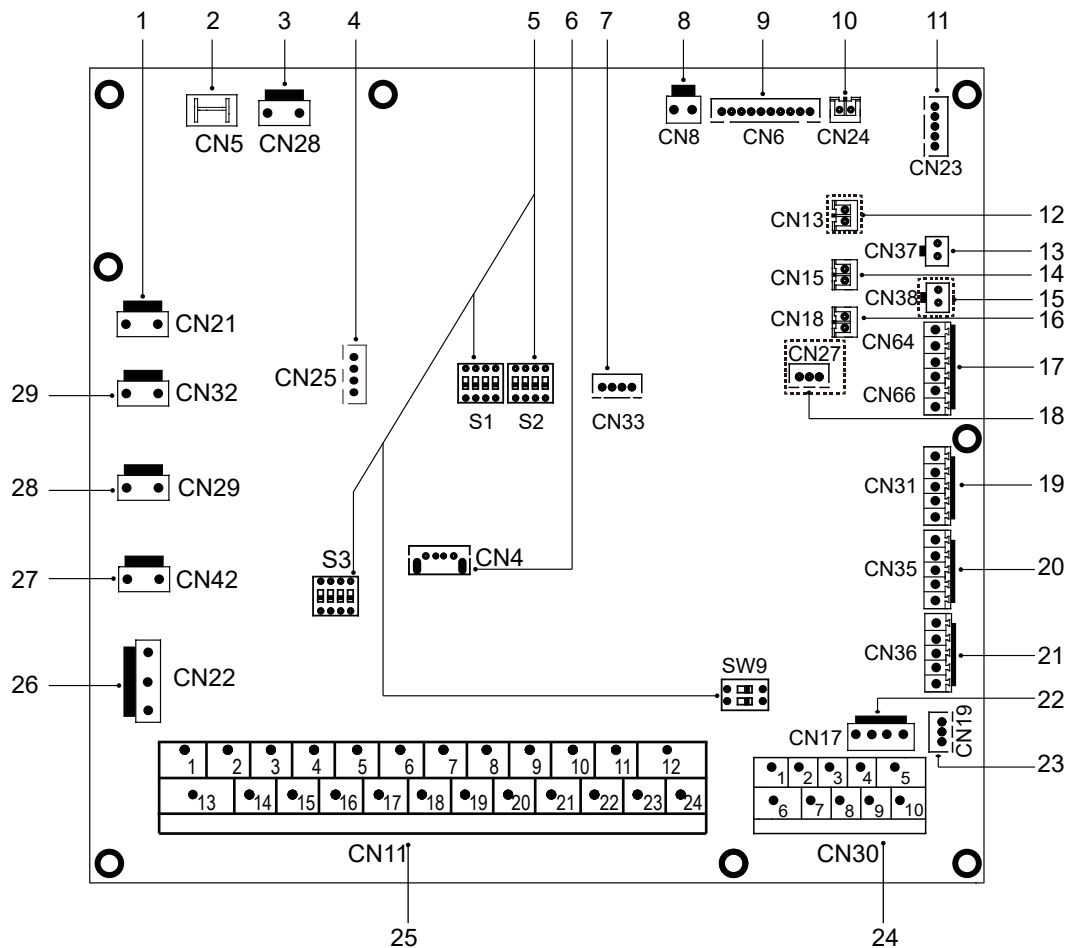 1 2 3 4 5 6 7 8 9 10 11
CN5 CN28 CN8 CN6 CN24
CN23
CN13 12
CN37 13
CN15 14
CN38 15
CN18 16
CN21 CN64
CN27
CN25 17
29 CN32 CN66
S1 S2 CN33 18
28 CN29 CN31 19
S3 CN4
27 CN42 CN35 20
26 CN22 SW9 CN36 21
22
CN17 CN19
23
1 2 3 4 5 6 7 8 9 10 11 12
1 2 3 4 5
13 14 15 16 17 18 19 20 21 22 23 24
6 7 8 9 10
CN11 CN30
25 24